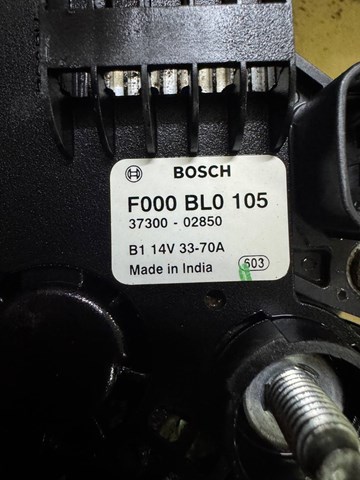 BOSCH
F000 BL0 105
37300 - 02850
B1 14V 33-70A
Made in India 603